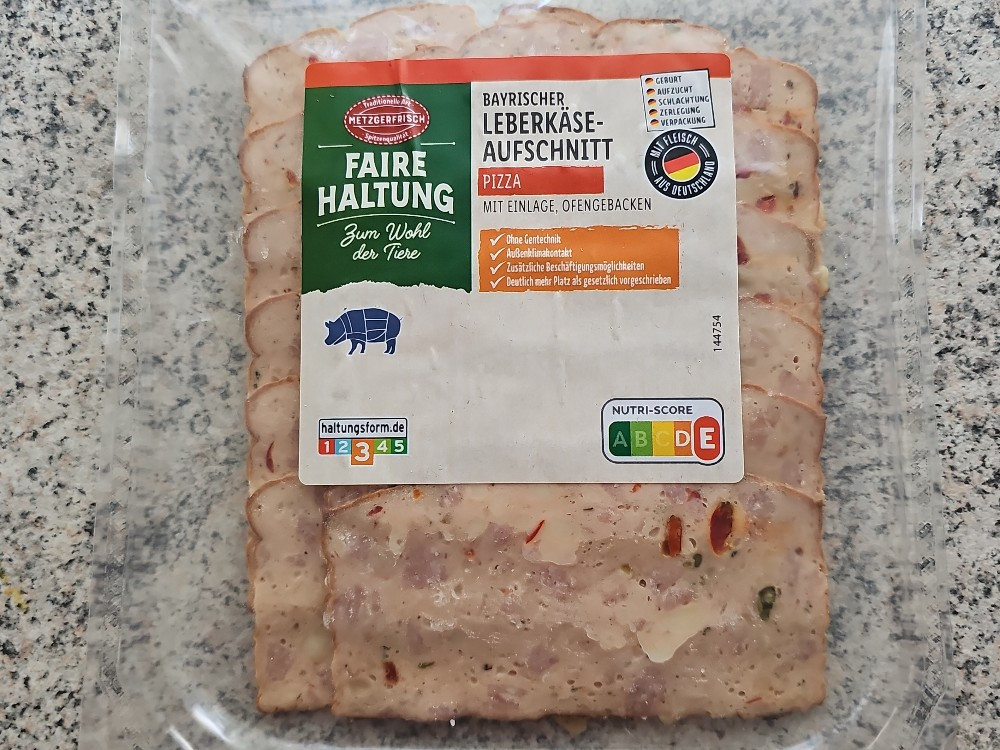 Traditionelle Art
METZGERFRISCH
Spitzenqualität
FAIRE
HALTUNG
Zum Wohl
der Tiere
BAYRISCHER
LEBERKÄSE-
AUFSCHNITT
PIZZA
MIT EINLAGE, OFENGEBACKEN
✓ Ohne Gentechnik
✓ Außenklimakontakt
✓ Zusätzliche Beschäftigungsmöglichkeiten
✓ Deutlich mehr Platz als gesetzlich vorgeschrieben
GEBURT
AUFZUCHT
SCHLACHTUNG
ZERLEGUNG
VERPACKUNG
MIT FLEISCH
AUS DEUTSCHLAND
144754
haltungsform.de
1 2 3 4 5
NUTRI-SCORE
A B C D E